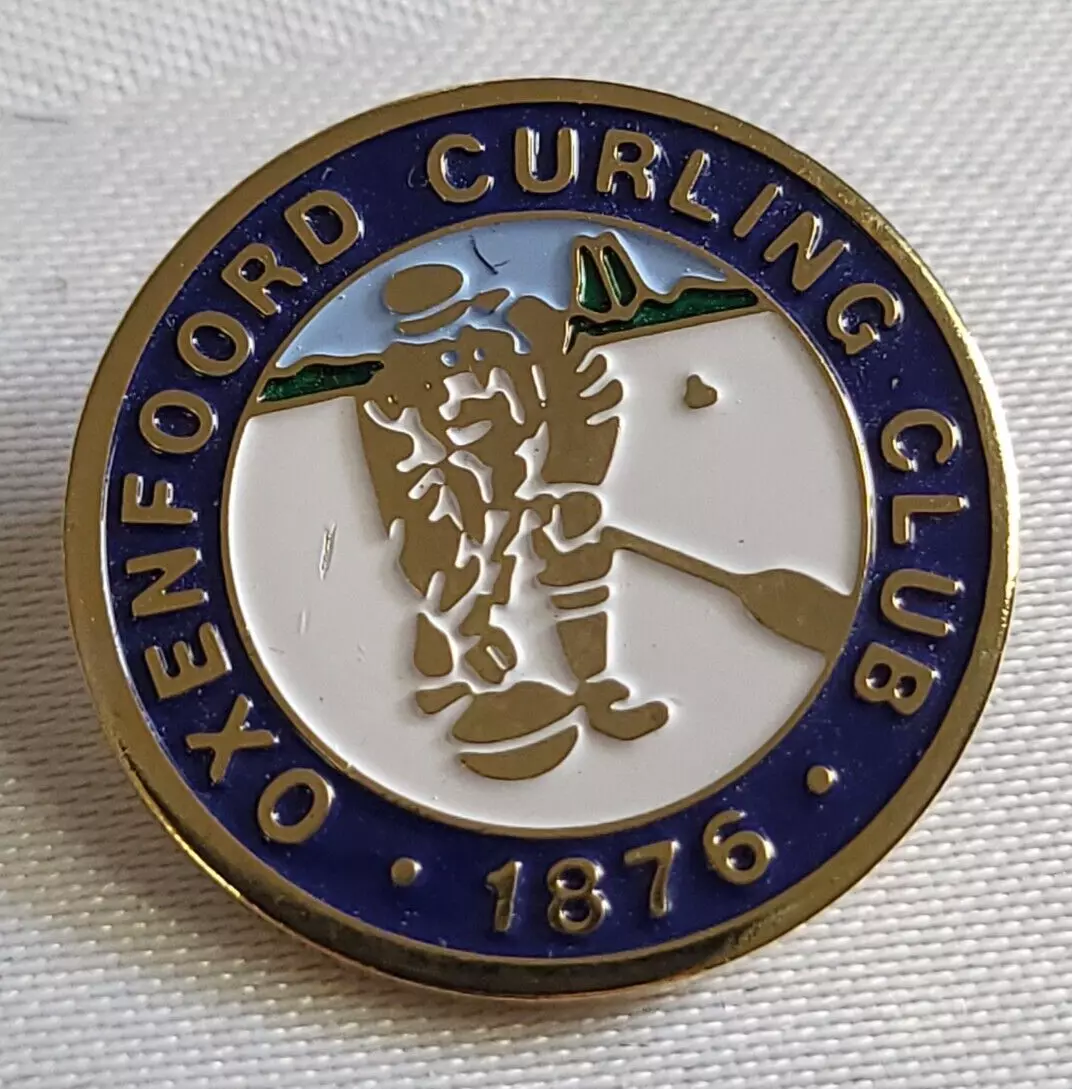 OXENFOORD CURLING CLUB
· 1876 ·